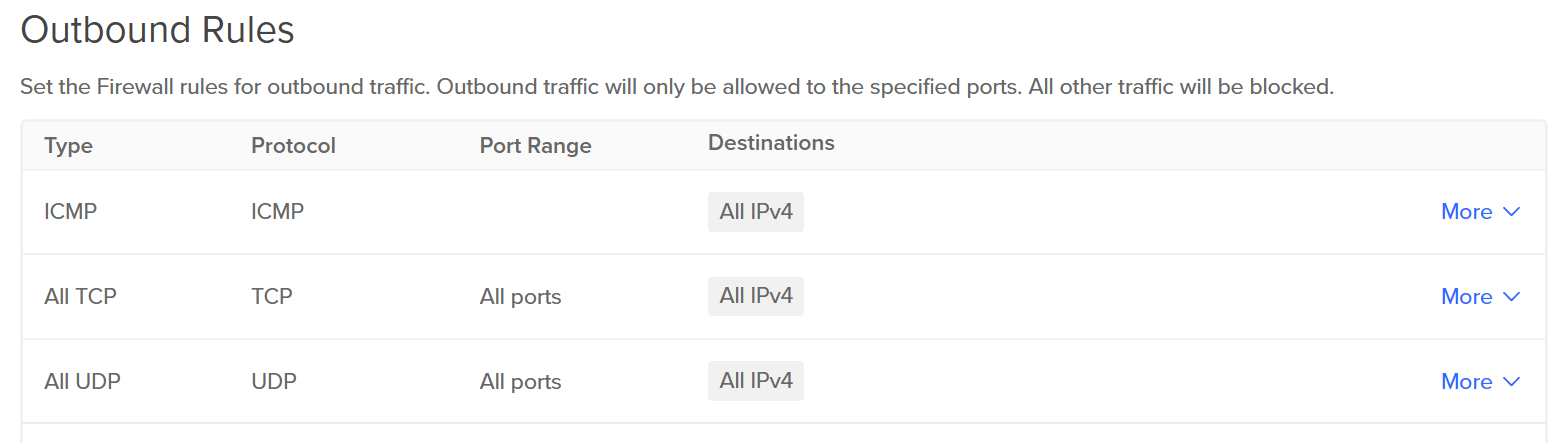 Outbound Rules
Set the Firewall rules for outbound traffic. Outbound traffic will only be allowed to the specified ports. All other traffic will be blocked.
Type Protocol Port Range Destinations
ICMP ICMP All IPv4 More
All TCP TCP All ports All IPv4 More
All UDP UDP All ports All IPv4 More